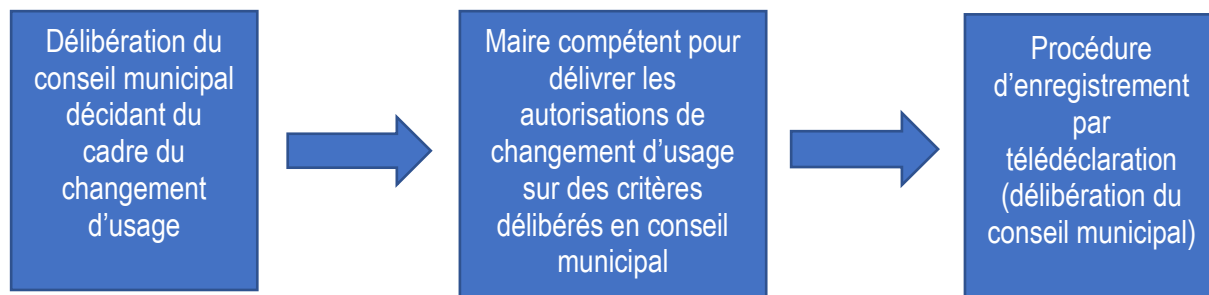 Délibération du
conseil municipal
décidant du
cadre du
changement
d’usage
Maire compétent pour
délivrer les
autorisations de
changement d’usage
sur des critères
délibérés en conseil
municipal
Procédure
d’enregistrement
par
télédéclaration
(délibération du
conseil municipal)